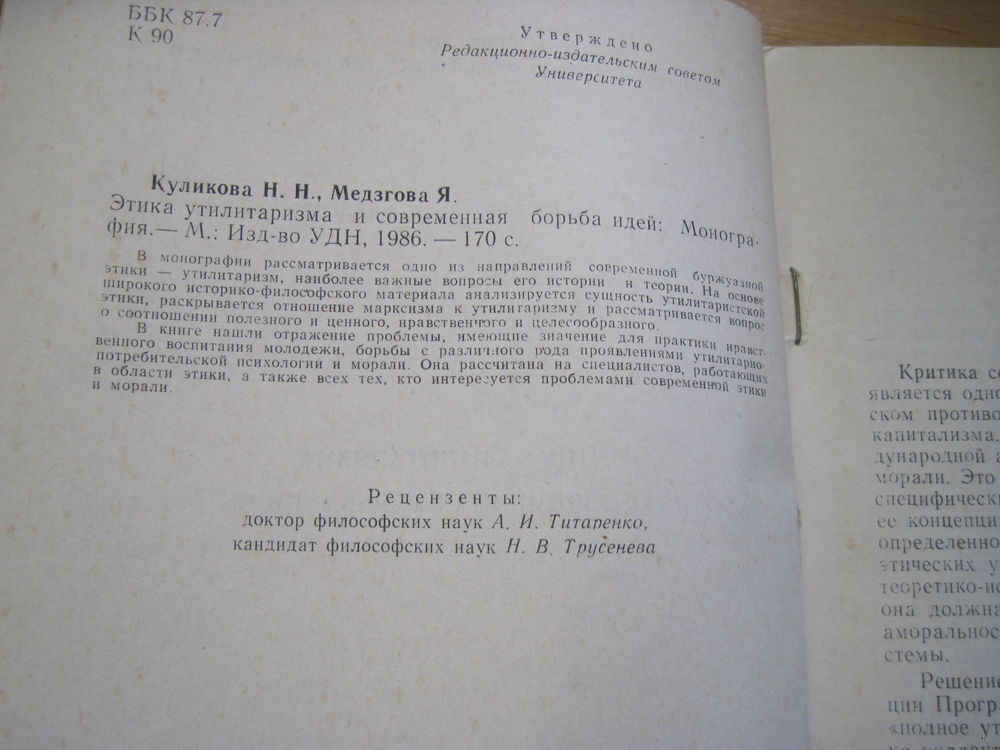 ББК 87.7
К 90
Утверждено
Редакционно-издательским советом
Университета
Куликова Н. Н., Медзгова Я.
Этика утилитаризма и современная борьба идей: Моногра-
фия.— М.: Изд-во УДН, 1986. — 170 с.
В монографии рассматривается одно из направлений современной буржуазной
этики — утилитаризм, наиболее важные вопросы его истории и теории. На основе
широкого историко-философского материала анализируется сущность утилитаристской
этики, раскрывается отношение марксизма к утилитаризму и рассматривается вопрос
о соотношении полезного и ценного, нравственного и целесообразного.
В книге нашли отражение проблемы, имеющие значение для практики нравст-
венного воспитания молодежи, борьбы с различного рода проявлениями утилитарно-
потребительской психологии и морали. Она рассчитана на специалистов, работающих
в области этики, а также всех тех, кто интересуется проблемами современной этики
и морали.
Рецензенты:
доктор философских наук А. И. Титаренко,
кандидат философских наук Н. В. Трусенева
Критика со
является одно
ском противо
капитализма.
дународной а
морали. Это
специфически
ее концепци
определенно
этических у
теоретико-ис
она должна
аморальнос
стемы.
Решение
ции Програ
«полное ут